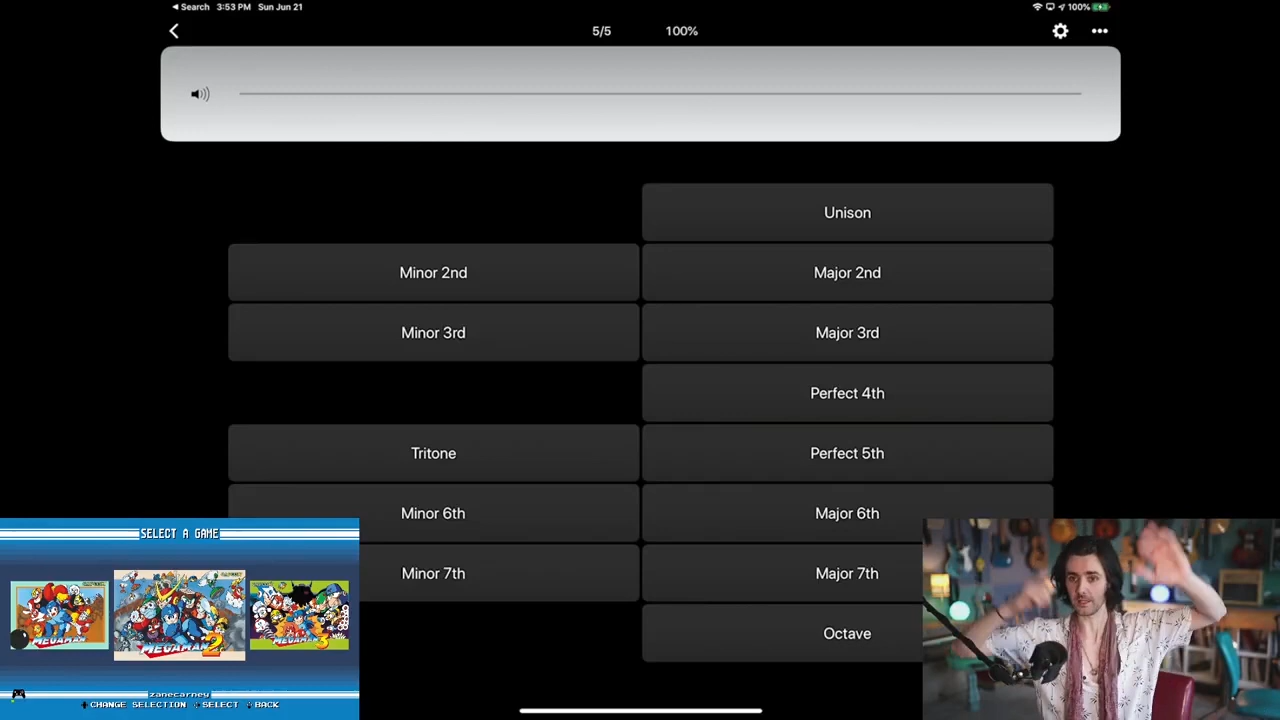 ◀ Search 3:53 PM Sun Jun 21 100%
5/5 100%
Unison
Minor 2nd Major 2nd
Minor 3rd Major 3rd
Perfect 4th
Tritone Perfect 5th
Minor 6th Major 6th
Minor 7th Major 7th
Octave
SELECT A GAME
MEGAMAN MEGAMAN 2 MEGAMAN 3
zanecarney
CHANGE SELECTION SELECT BACK